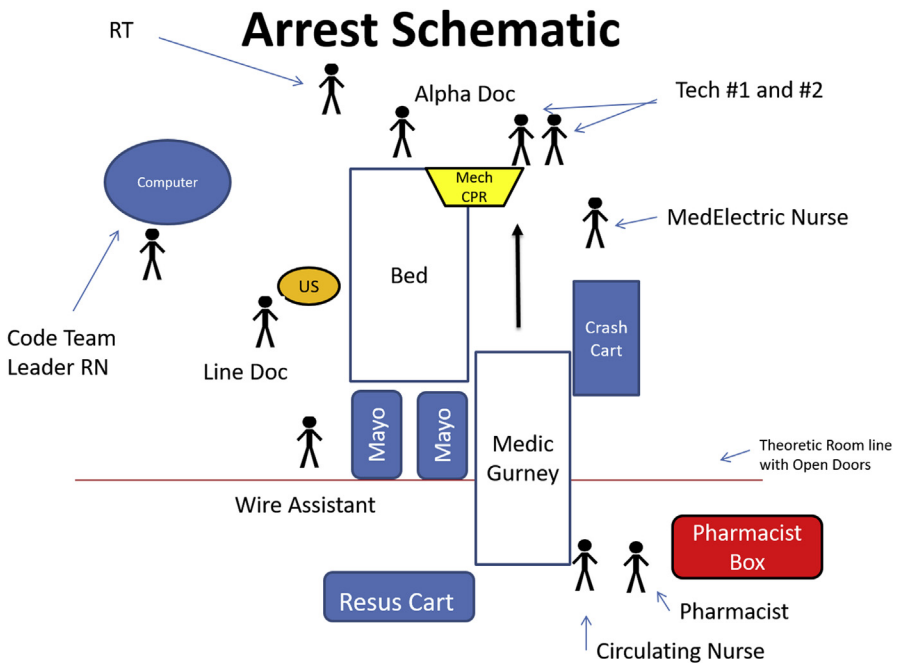 Arrest Schematic
RT
Alpha Doc
Tech #1 and #2
Computer
Mech
CPR
MedElectric Nurse
Bed
US
Code Team
Leader RN
Line Doc
Crash
Cart
Mayo
Mayo
Medic
Gurney
Theoretic Room line
with Open Doors
Wire Assistant
Pharmacist
Box
Resus Cart
Pharmacist
Circulating Nurse